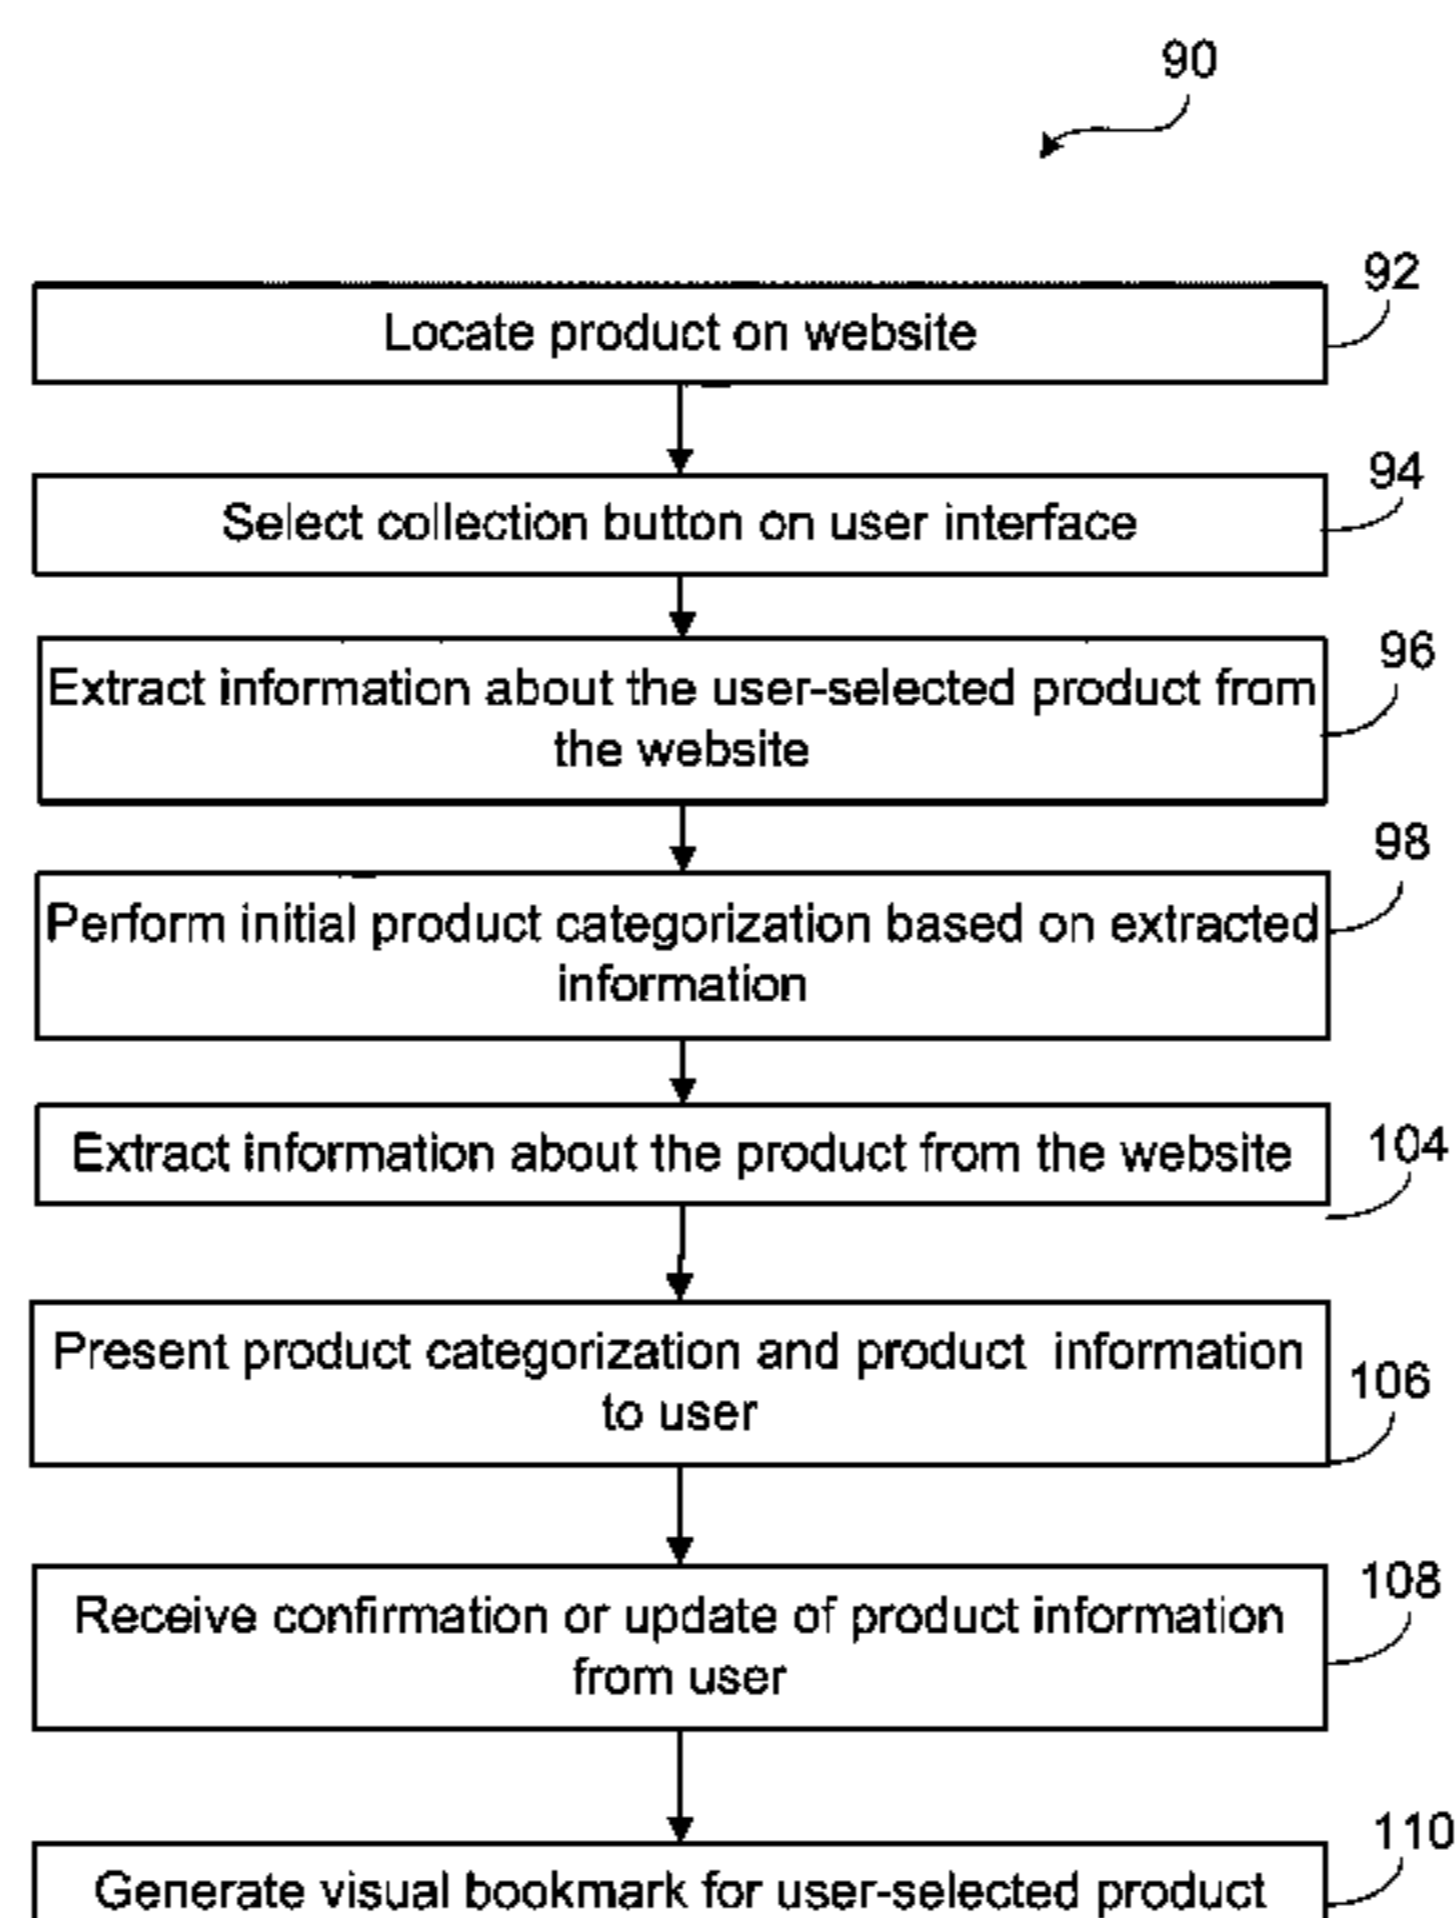 90
92
Locate product on website
94
Select collection button on user interface
96
Extract information about the user-selected product from
the website
98
Perform initial product categorization based on extracted
information
104
Extract information about the product from the website
Present product categorization and product information
to user
106
108
Receive confirmation or update of product information
from user
110
Generate visual bookmark for user-selected product